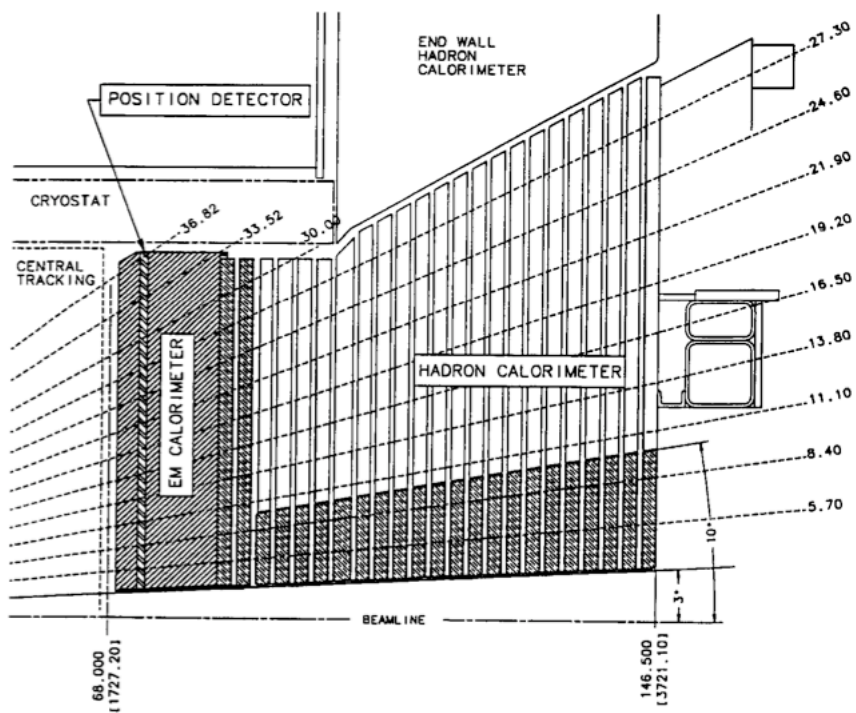 END WALL
HADRON
CALORIMETER
27.30
POSITION DETECTOR
24.60
21.90
CRYOSTAT
36.82
33.52
30.00
19.20
CENTRAL
TRACKING
16.50
EM CALORIMETER
HADRON CALORIMETER
13.80
11.10
8.40
5.70
10°
3°
BEAMLINE
68.000
[1727.20]
146.500
[3721.10]